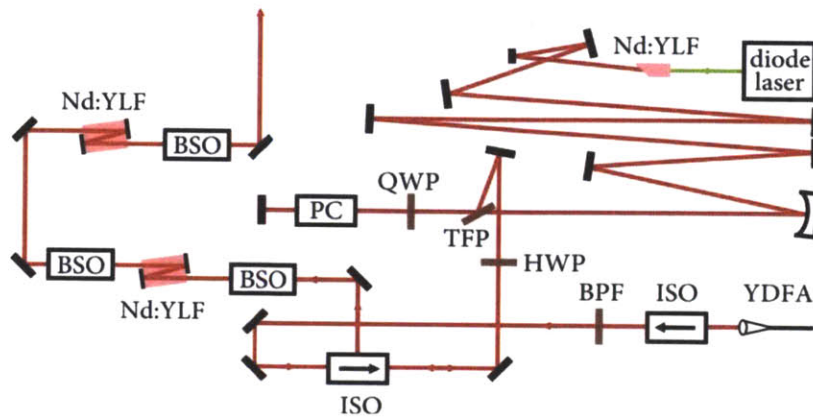 Nd:YLF
diode
laser
Nd:YLF
BSO
QWP
PC
TFP
HWP
BSO
BSO
Nd:YLF
BPF
ISO
YDFA
ISO